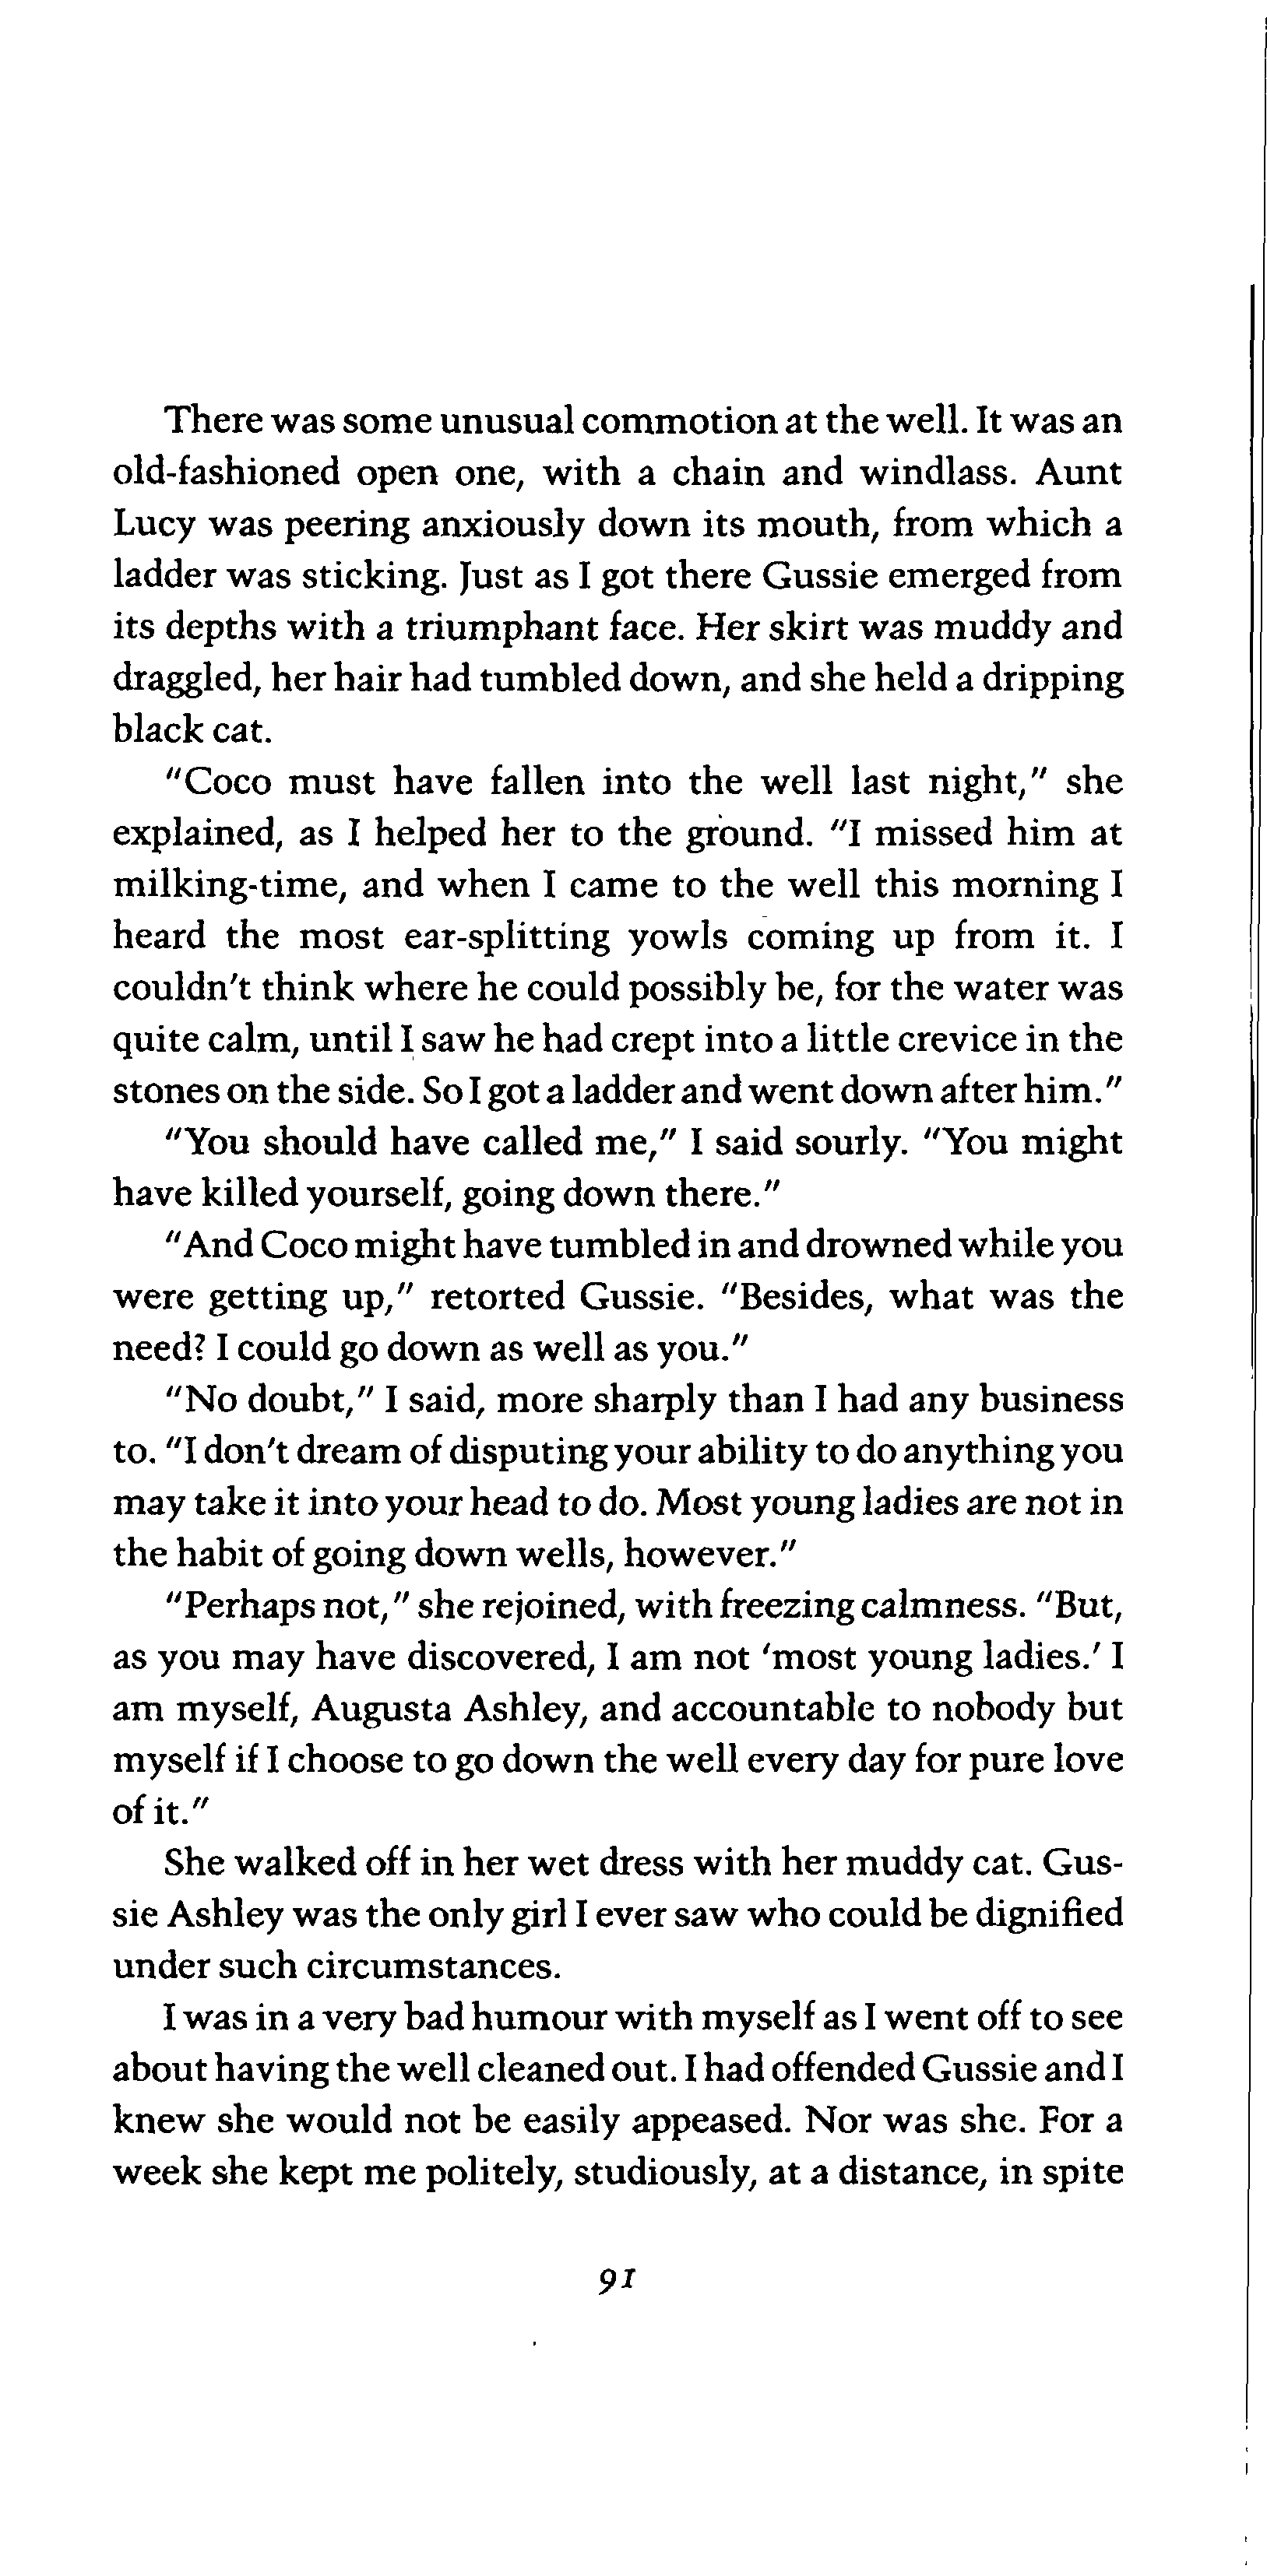 There was some unusual commotion at the well. It was an
old-fashioned open one, with a chain and windlass. Aunt
Lucy was peering anxiously down its mouth, from which a
ladder was sticking. Just as I got there Gussie emerged from
its depths with a triumphant face. Her skirt was muddy and
draggled, her hair had tumbled down, and she held a dripping
black cat.
"Coco must have fallen into the well last night," she
explained, as I helped her to the ground. "I missed him at
milking-time, and when I came to the well this morning I
heard the most ear-splitting yowls coming up from it. I
couldn't think where he could possibly be, for the water was
quite calm, until I saw he had crept into a little crevice in the
stones on the side. So I got a ladder and went down after him."
"You should have called me," I said sourly. "You might
have killed yourself, going down there."
"And Coco might have tumbled in and drowned while you
were getting up," retorted Gussie. "Besides, what was the
need? I could go down as well as you."
"No doubt," I said, more sharply than I had any business
to. "I don't dream of disputing your ability to do anything you
may take it into your head to do. Most young ladies are not in
the habit of going down wells, however."
"Perhaps not," she rejoined, with freezing calmness. "But,
as you may have discovered, I am not 'most young ladies.' I
am myself, Augusta Ashley, and accountable to nobody but
myself if I choose to go down the well every day for pure love
of it."
She walked off in her wet dress with her muddy cat. Gus-
sie Ashley was the only girl I ever saw who could be dignified
under such circumstances.
I was in a very bad humour with myself as I went off to see
about having the well cleaned out. I had offended Gussie and I
knew she would not be easily appeased. Nor was she. For a
week she kept me politely, studiously, at a distance, in spite
91